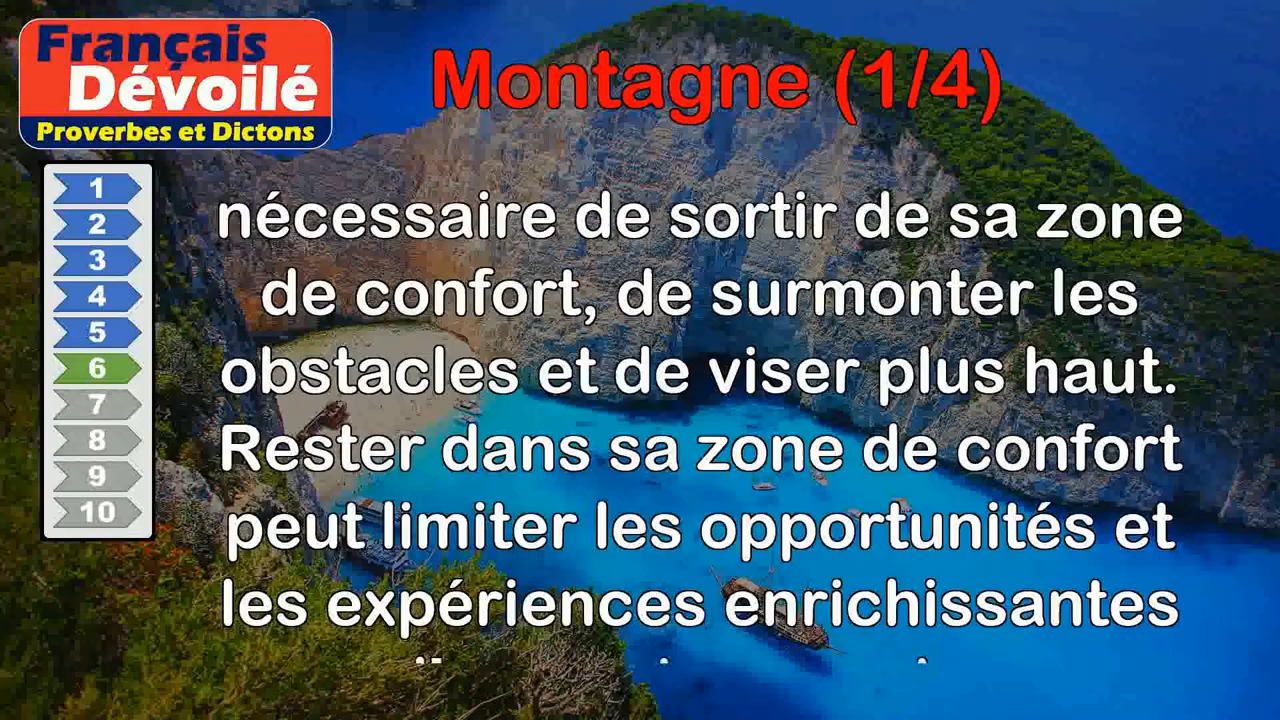 Français
Dévoilé
Proverbes et Dictons
Montagne (1/4)
1
2
3
4
5
6
7
8
9
10
nécessaire de sortir de sa zone
de confort, de surmonter les
obstacles et de viser plus haut.
Rester dans sa zone de confort
peut limiter les opportunités et
les expériences enrichissantes